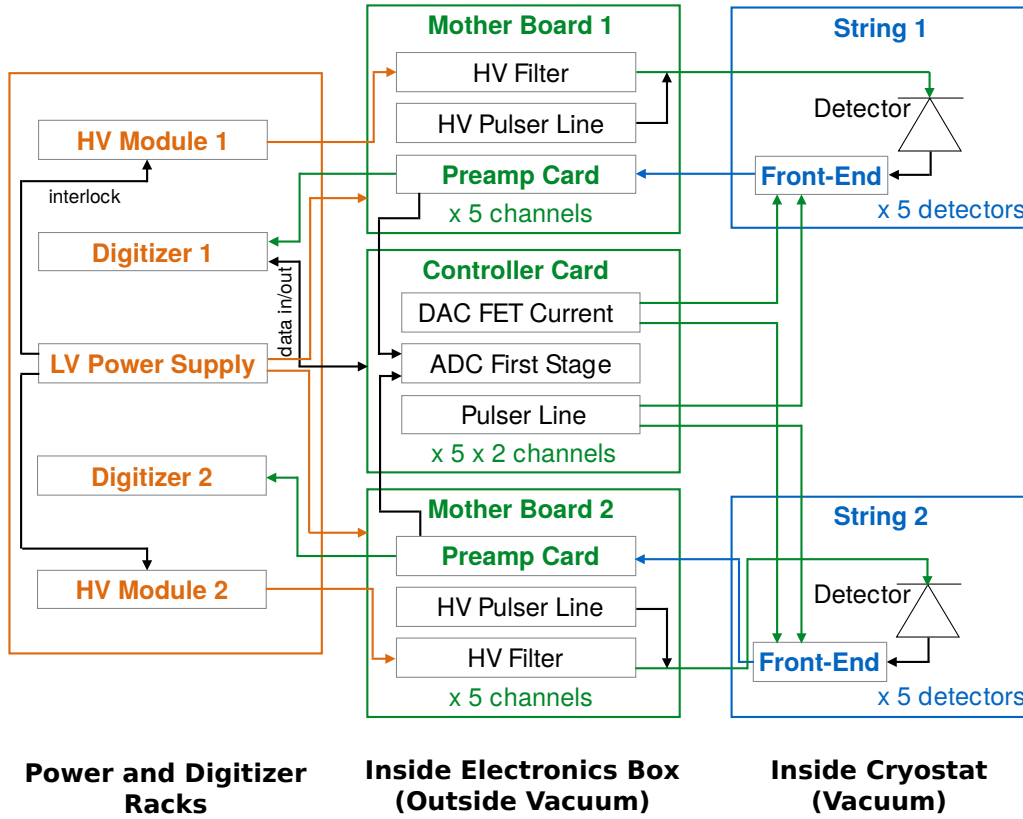 HV Module 1
interlock
Digitizer 1
data in/out
LV Power Supply
Digitizer 2
HV Module 2
Mother Board 1
HV Filter
HV Pulser Line
Preamp Card
x 5 channels
Controller Card
DAC FET Current
ADC First Stage
Pulser Line
x 5 x 2 channels
Mother Board 2
Preamp Card
HV Pulser Line
HV Filter
x 5 channels
String 1
Detector
Front-End
x 5 detectors
String 2
Detector
Front-End
x 5 detectors
Power and Digitizer
Racks
Inside Electronics Box
(Outside Vacuum)
Inside Cryostat
(Vacuum)